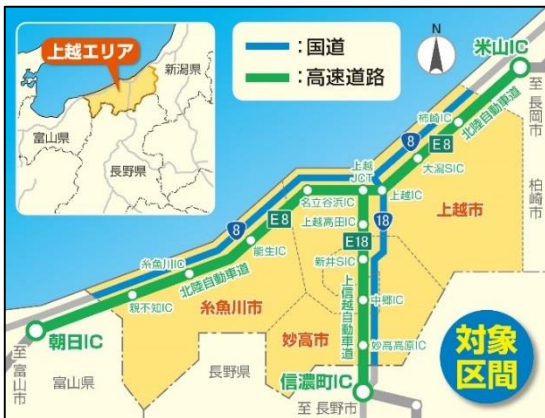 上越エリア
新潟県
富山県
長野県
：国道
：高速道路
N
米山IC
至長岡市
柿崎IC
8
北陸自動車道
E8
大潟SIC
柏崎市
上越JCT
名立谷浜IC
上越IC
18
上越市
上越高田IC
E18
8
E8
能生IC
新井SIC
糸魚川IC
北陸自動車道
上信越自動車道
中郷IC
親不知IC
糸魚川市
妙高市
妙高高原IC
朝日IC
至富山市
富山県
長野県
信濃町IC
至長野市
対象
区間